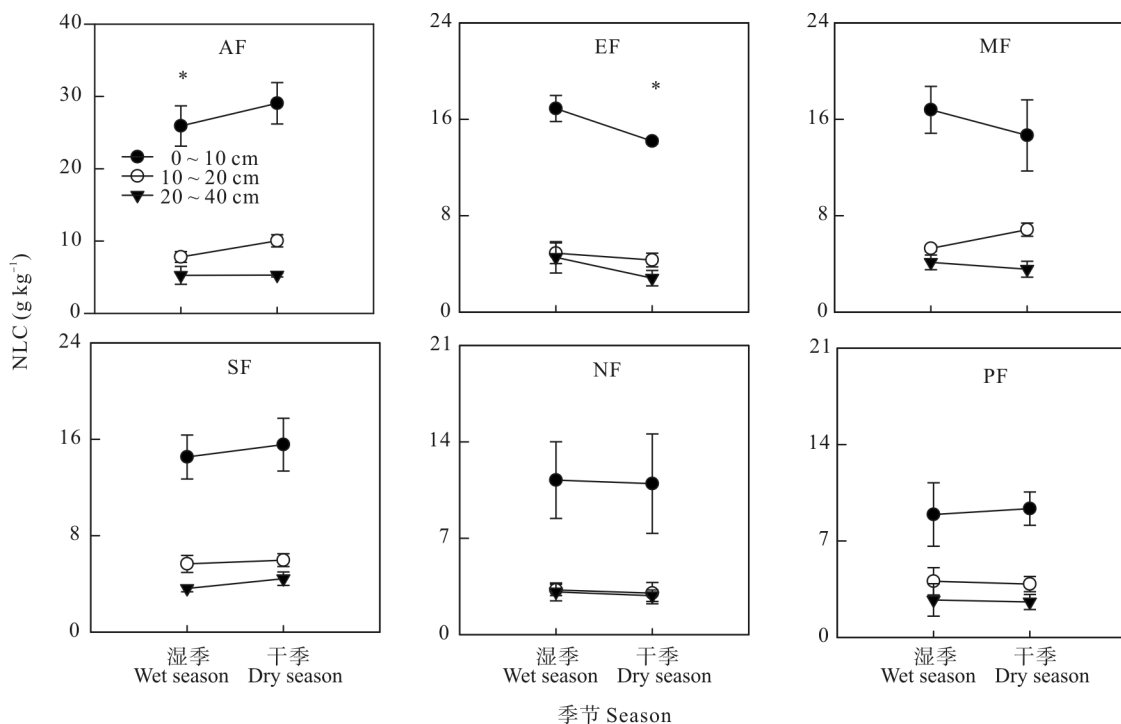 NLC (g kg⁻¹)
40
30
20
10
0
AF
*
0 ~ 10 cm
10 ~ 20 cm
20 ~ 40 cm
24
16
8
0
EF
*
24
16
8
0
MF
24
16
8
0
SF
湿季 干季
Wet season Dry season
21
14
7
0
NF
湿季 干季
Wet season Dry season
21
14
7
0
PF
湿季 干季
Wet season Dry season
季节 Season